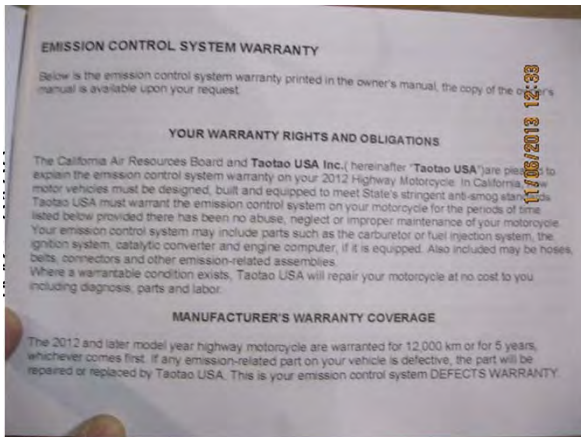 EMISSION CONTROL SYSTEM WARRANTY
Below is the emission control system warranty printed in the owner's manual, the copy of the owner's
manual is available upon your request.
YOUR WARRANTY RIGHTS AND OBLIGATIONS
The California Air Resources Board and Taotao USA Inc.( hereinafter "Taotao USA")are pleased to
explain the emission control system warranty on your 2012 Highway Motorcycle. In California, new
motor vehicles must be designed, built and equipped to meet State's stringent anti-smog standards.
Taotao USA must warrant the emission control system on your motorcycle for the periods of time
listed below provided there has been no abuse, neglect or improper maintenance of your motorcycle.
Your emission control system may include parts such as the carburetor or fuel injection system, the
ignition system, catalytic converter and engine computer, if it is equipped. Also included may be hoses,
belts, connectors and other emission-related assemblies.
Where a warrantable condition exists, Taotao USA will repair your motorcycle at no cost to you
including diagnosis, parts and labor.
MANUFACTURER'S WARRANTY COVERAGE
The 2012 and later model year highway motorcycle are warranted for 12,000 km or for 5 years,
whichever comes first. If any emission-related part on your vehicle is defective, the part will be
repaired or replaced by Taotao USA. This is your emission control system DEFECTS WARRANTY.
11/06/2013 12:33